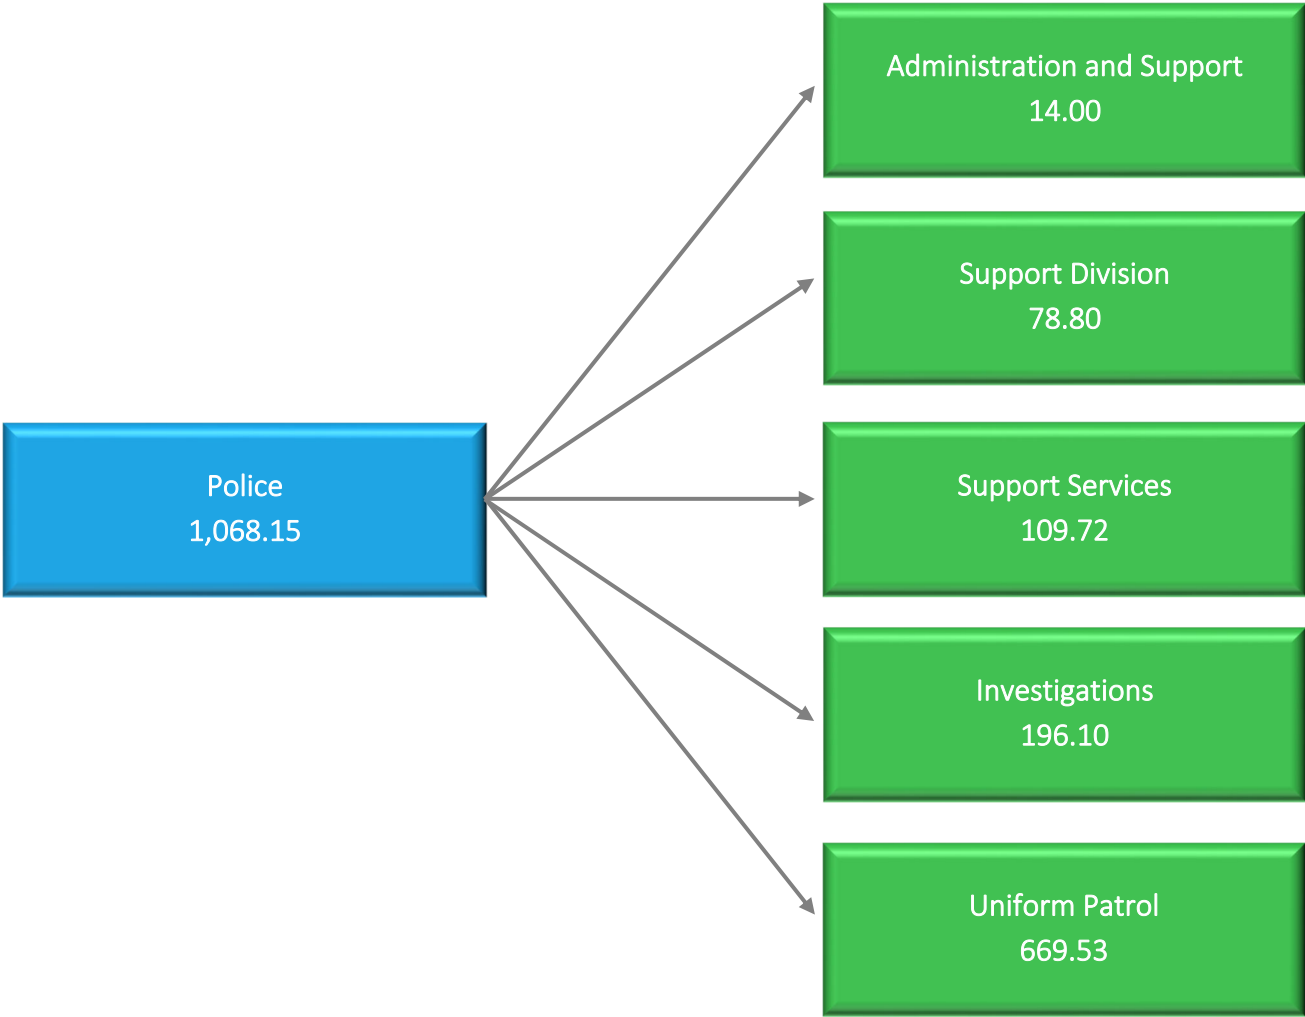 Administration and Support
14.00
Support Division
78.80
Police
1,068.15
Support Services
109.72
Investigations
196.10
Uniform Patrol
669.53